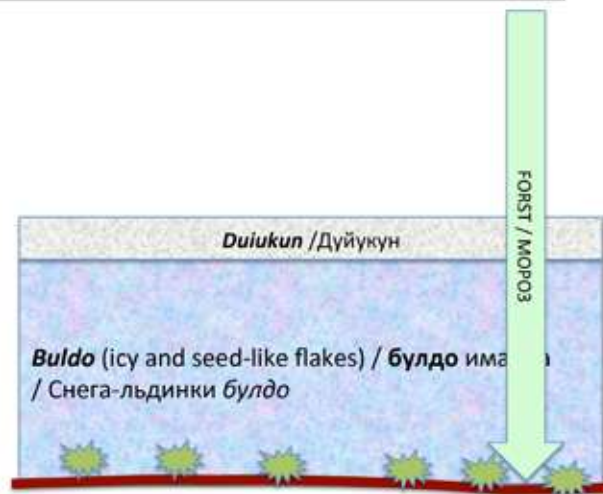 FORST / МОРОЗ
Duiukun /Дуйукун
Buldo (icy and seed-like flakes) / булдо
/ Снега-льдинки булдо